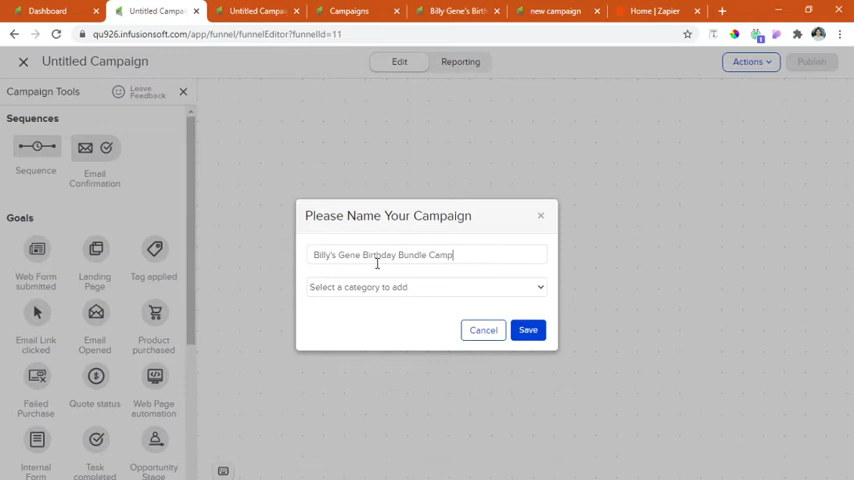 Dashboard
Untitled Campa
Untitled Campa
Campaigns
Billy Gene's Birth
new campaign
Home | Zapier
qu926.infusionsoft.com/app/funnel/funnelEditor?funnelId=11
Untitled Campaign
Edit
Reporting
Actions
Publish
Campaign Tools
Leave
Feedback
Sequences
Sequence
Email
Confirmation
Goals
Web Form
submitted
Landing
Page
Tag applied
Email Link
clicked
Email
Opened
Product
purchased
Failed
Purchase
Quote status
Web Page
automation
Internal
Form
Task
completed
Opportunity
Stage
Please Name Your Campaign
Billy's Gene Birthday Bundle Camp
Select a category to add
Cancel
Save